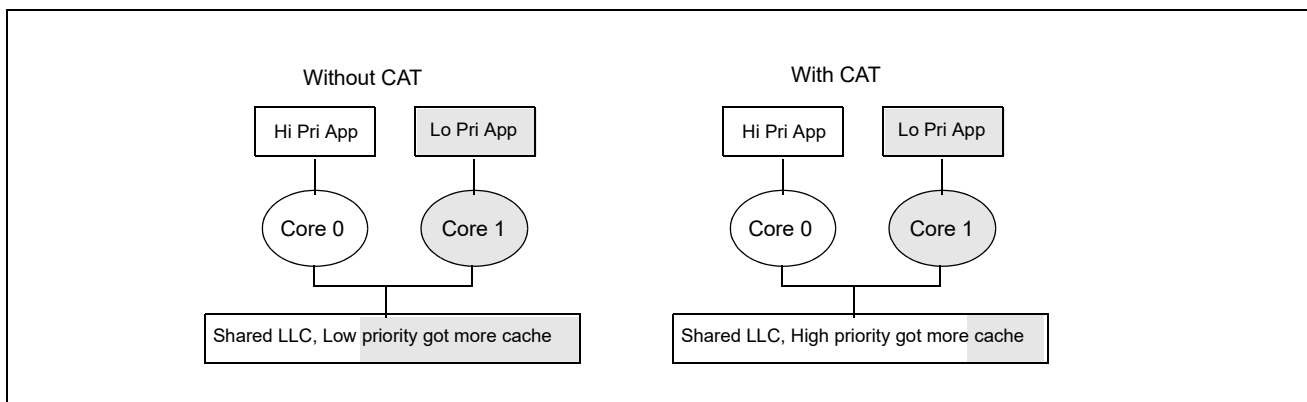 Without CAT
With CAT
Hi Pri App
Lo Pri App
Hi Pri App
Lo Pri App
Core 0
Core 1
Core 0
Core 1
Shared LLC, Low priority got more cache
Shared LLC, High priority got more cache